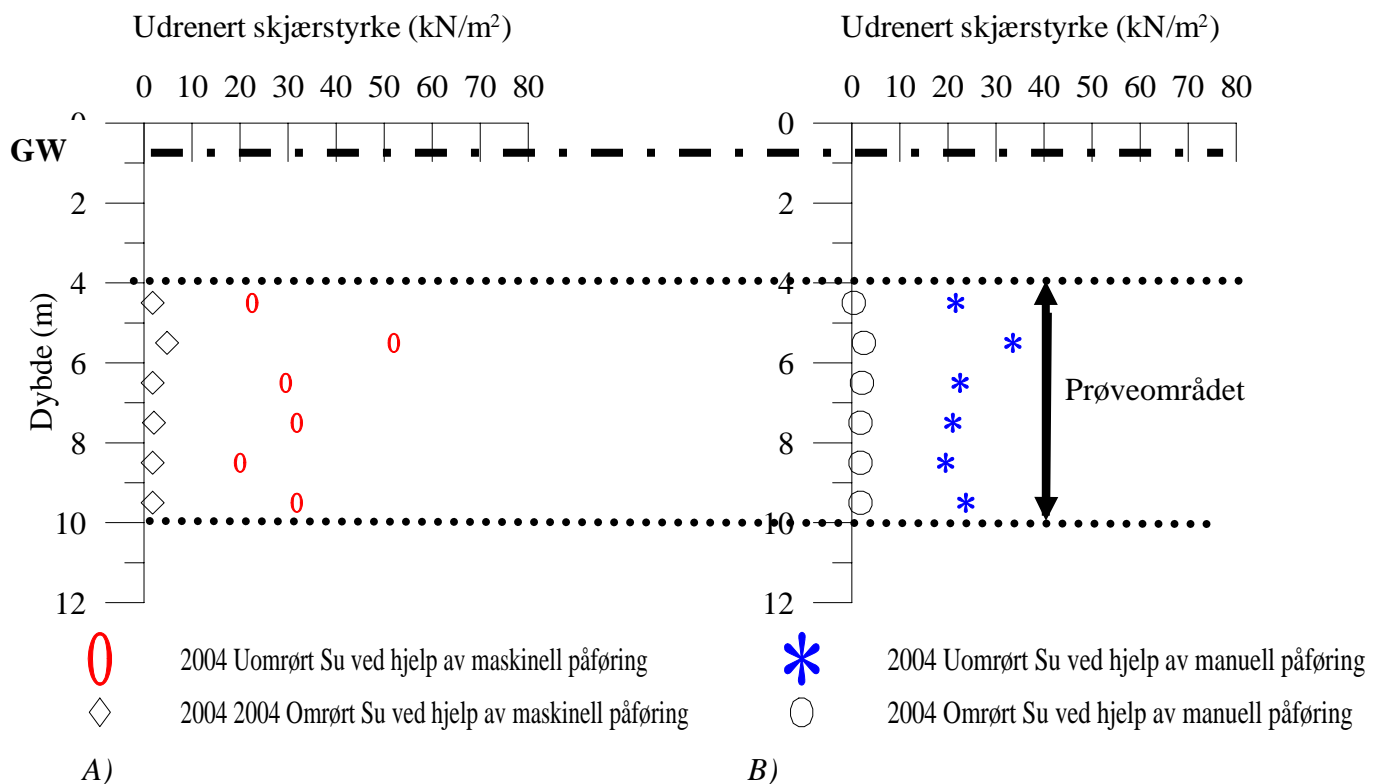 Udrenert skjærstyrke (kN/m²)
0 10 20 30 40 50 60 70 80
0
GW
2
4
6
8
10
12
Dybde (m)
2004 Uomrørt Su ved hjelp av maskinell påføring
2004 2004 Omrørt Su ved hjelp av maskinell påføring
A)
Udrenert skjærstyrke (kN/m²)
0 10 20 30 40 50 60 70 80
0
2
4
6
8
10
12
Prøveområdet
2004 Uomrørt Su ved hjelp av manuell påføring
2004 Omrørt Su ved hjelp av manuell påføring
B)